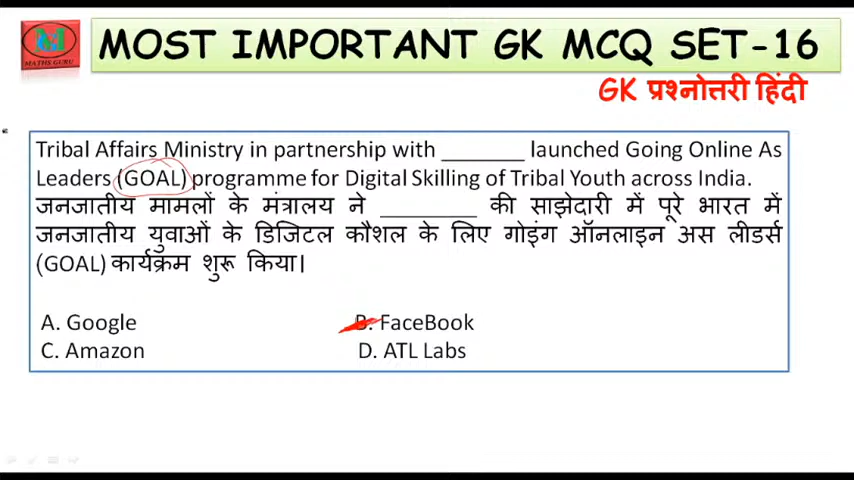 MATHS GURU
MOST IMPORTANT GK MCQ SET-16
GK प्रश्नोत्तरी हिंदी
Tribal Affairs Ministry in partnership with _______ launched Going Online As
Leaders (GOAL) programme for Digital Skilling of Tribal Youth across India.
जनजातीय मामलों के मंत्रालय ने ________ की साझेदारी में पूरे भारत में
जनजातीय युवाओं के डिजिटल कौशल के लिए गोइंग ऑनलाइन अस लीडर्स
(GOAL) कार्यक्रम शुरू किया।
A. Google B. FaceBook
C. Amazon D. ATL Labs